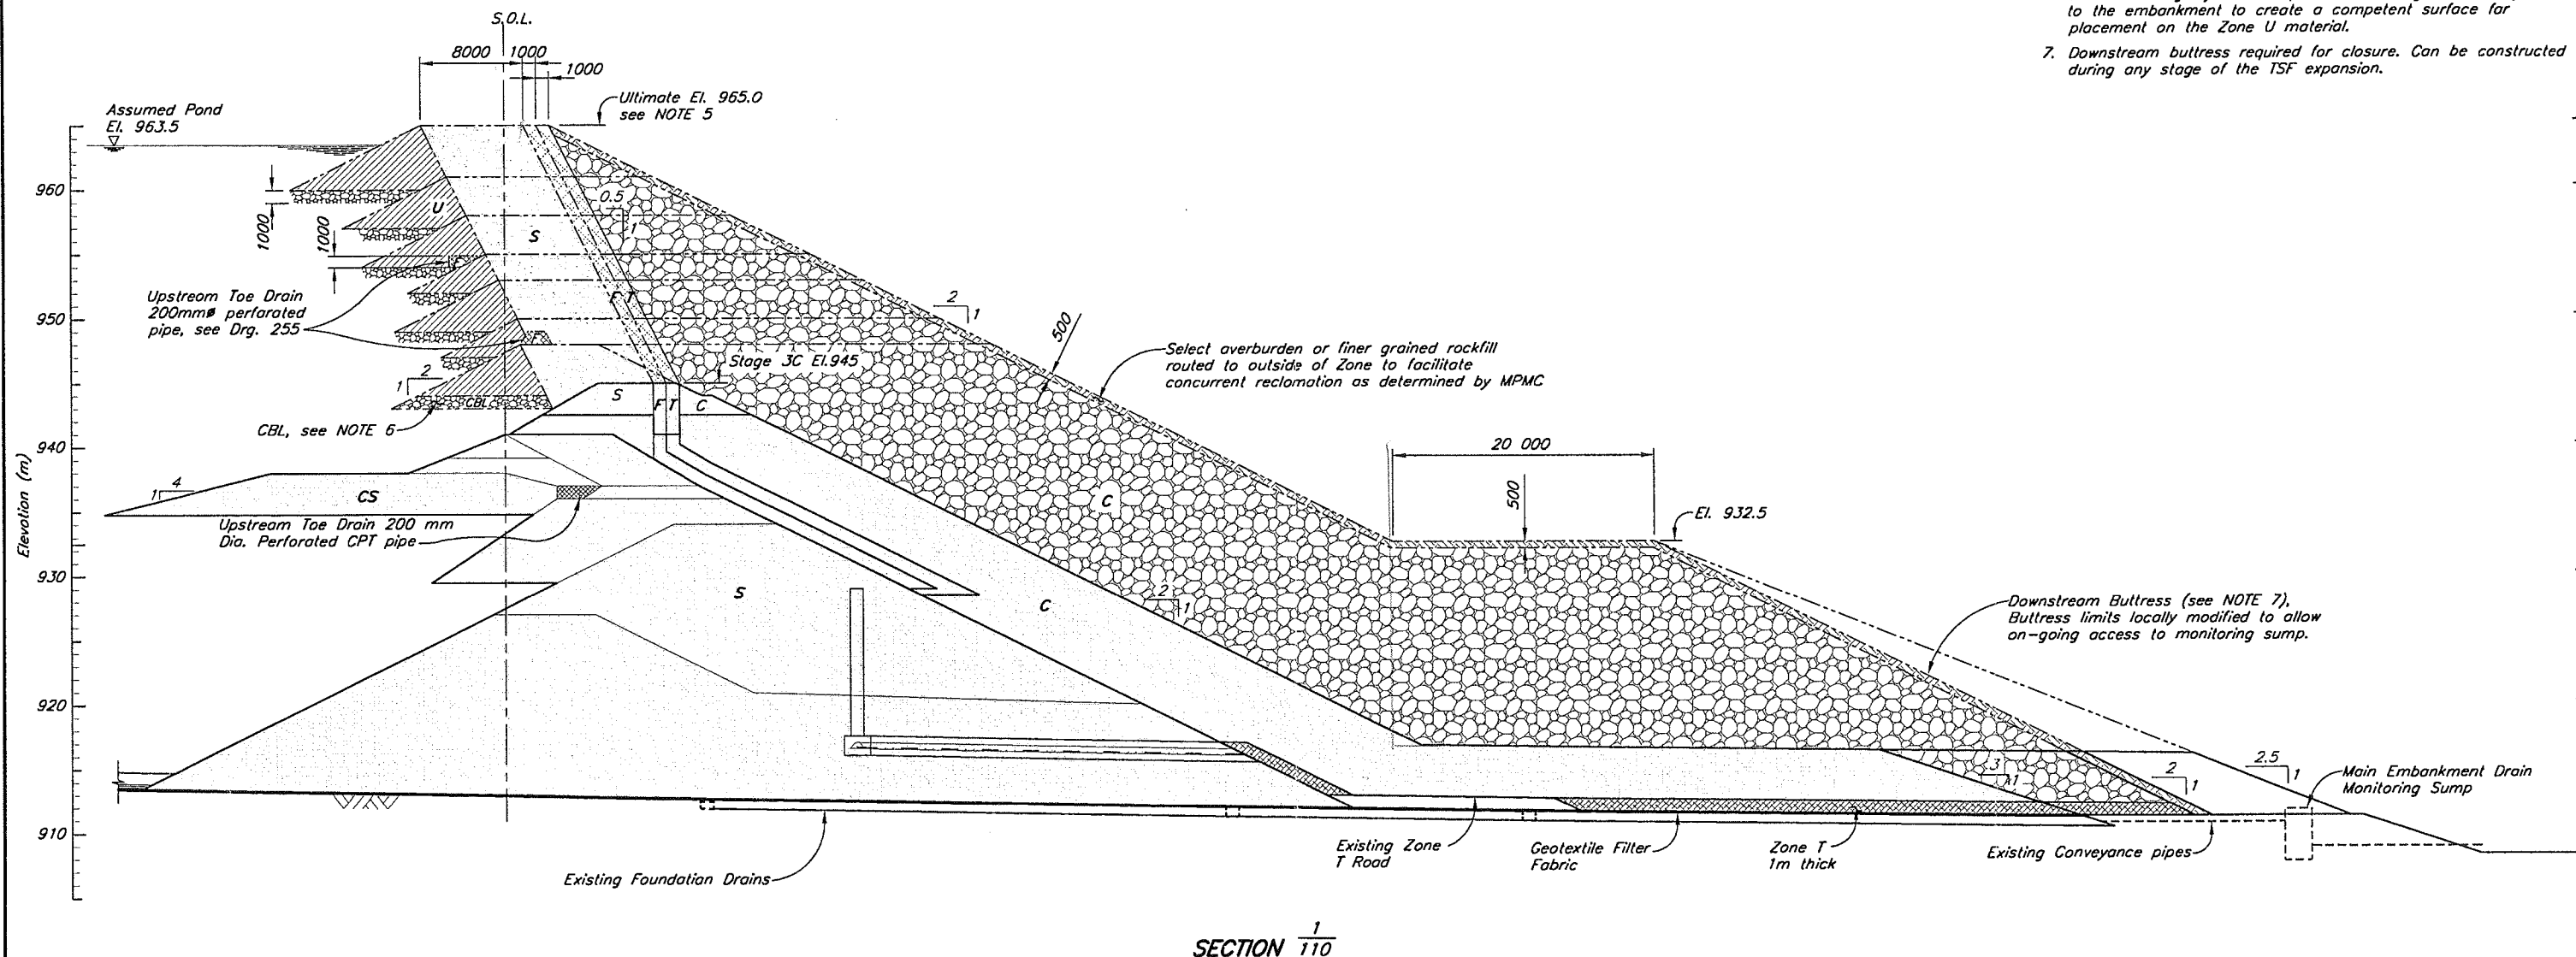 to the embankment to create a competent surface for
placement on the Zone U material.
7. Downstream buttress required for closure. Can be constructed
during any stage of the TSF expansion.
S.O.L.
8000
1000
1000
Ultimate El. 965.0
see NOTE 5
Assumed Pond
El. 963.5
960
950
940
930
920
910
Elevation (m)
1000
1000
U
S
0.5
1
F
F
F T
Upstream Toe Drain
200mmø perforated
pipe, see Drg. 255
2
1
500
Select overburden or finer grained rockfill
routed to outside of Zone to facilitate
concurrent reclamation as determined by MPMC
Stage 3C El.945
1
2
S
F T
C
CBL
CBL, see NOTE 6
1
4
CS
Upstream Toe Drain 200 mm
Dia. Perforated CPT pipe
20 000
500
El. 932.5
C
S
C
2
1
Downstream Buttress (see NOTE 7),
Buttress limits locally modified to allow
on-going access to monitoring sump.
3
1
2
1
2.5
1
Main Embankment Drain
Monitoring Sump
Existing Foundation Drains
Existing Zone
T Road
Geotextile Filter
Fabric
Zone T
1m thick
Existing Conveyance pipes
SECTION 1
110